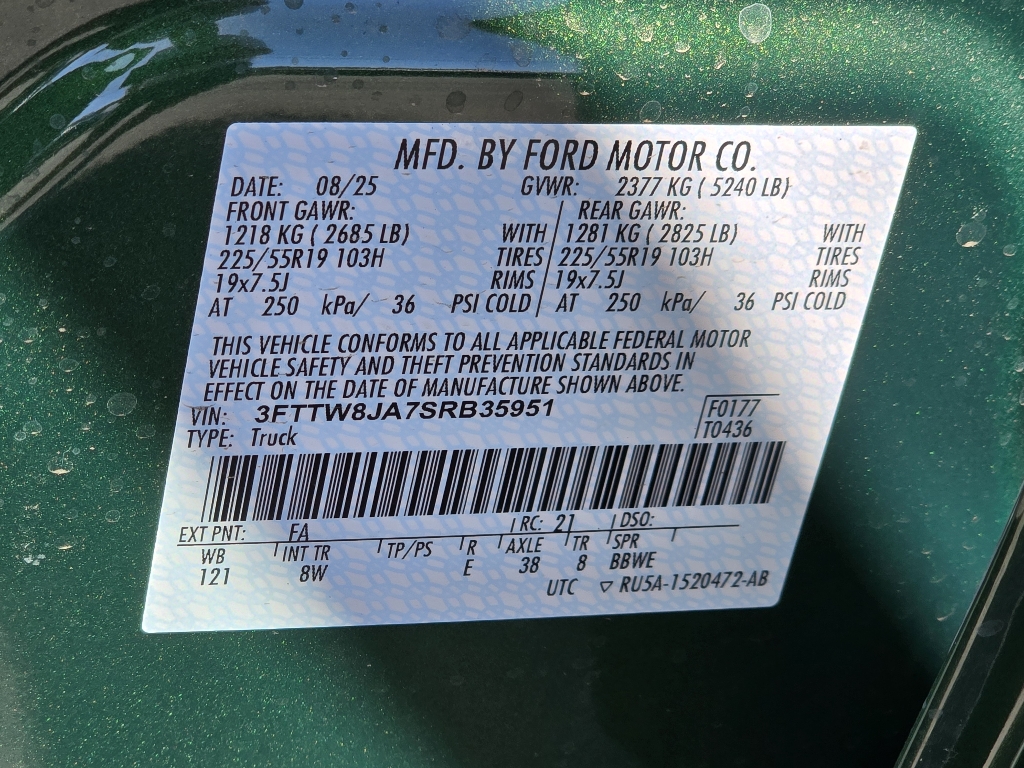 MFD. BY FORD MOTOR CO.
DATE: 08/25 GVWR: 2377 KG ( 5240 LB)
FRONT GAWR: REAR GAWR:
1218 KG ( 2685 LB) WITH 1281 KG ( 2825 LB) WITH
225/55R19 103H TIRES 225/55R19 103H TIRES
19x7.5J RIMS 19x7.5J RIMS
AT 250 kPa/ 36 PSI COLD AT 250 kPa/ 36 PSI COLD
THIS VEHICLE CONFORMS TO ALL APPLICABLE FEDERAL MOTOR
VEHICLE SAFETY AND THEFT PREVENTION STANDARDS IN
EFFECT ON THE DATE OF MANUFACTURE SHOWN ABOVE.
VIN: 3FTTW8JA7SRB35951 F0177
TYPE: Truck T0436
EXT PNT: FA RC: 21 DSO:
WB INT TR TP/PS R AXLE TR SPR
121 8W E 38 8 BBWE
UTC ▽ RU5A-1520472-AB